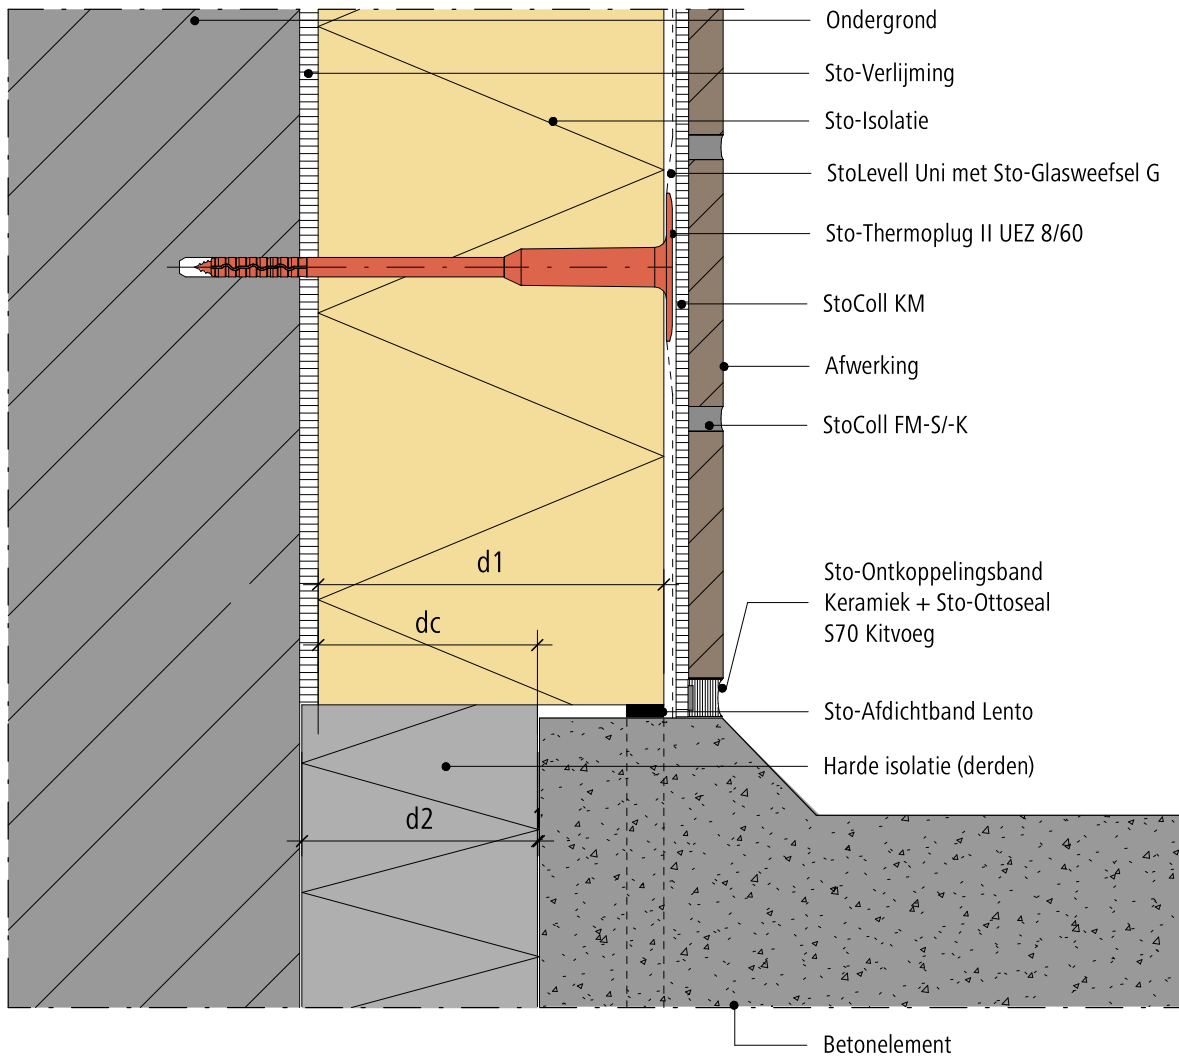 Ondergrond
Sto-Verlijming
Sto-Isolatie
StoLevell Uni met Sto-Glasweefsel G
Sto-Thermoplug II UEZ 8/60
StoColl KM
Afwerking
StoColl FM-S/-K
d1
Sto-Ontkoppelingsband
Keramiek + Sto-Ottoseal
S70 Kitvoeg
dc
Sto-Afdichtband Lento
Harde isolatie (derden)
d2
Betonelement